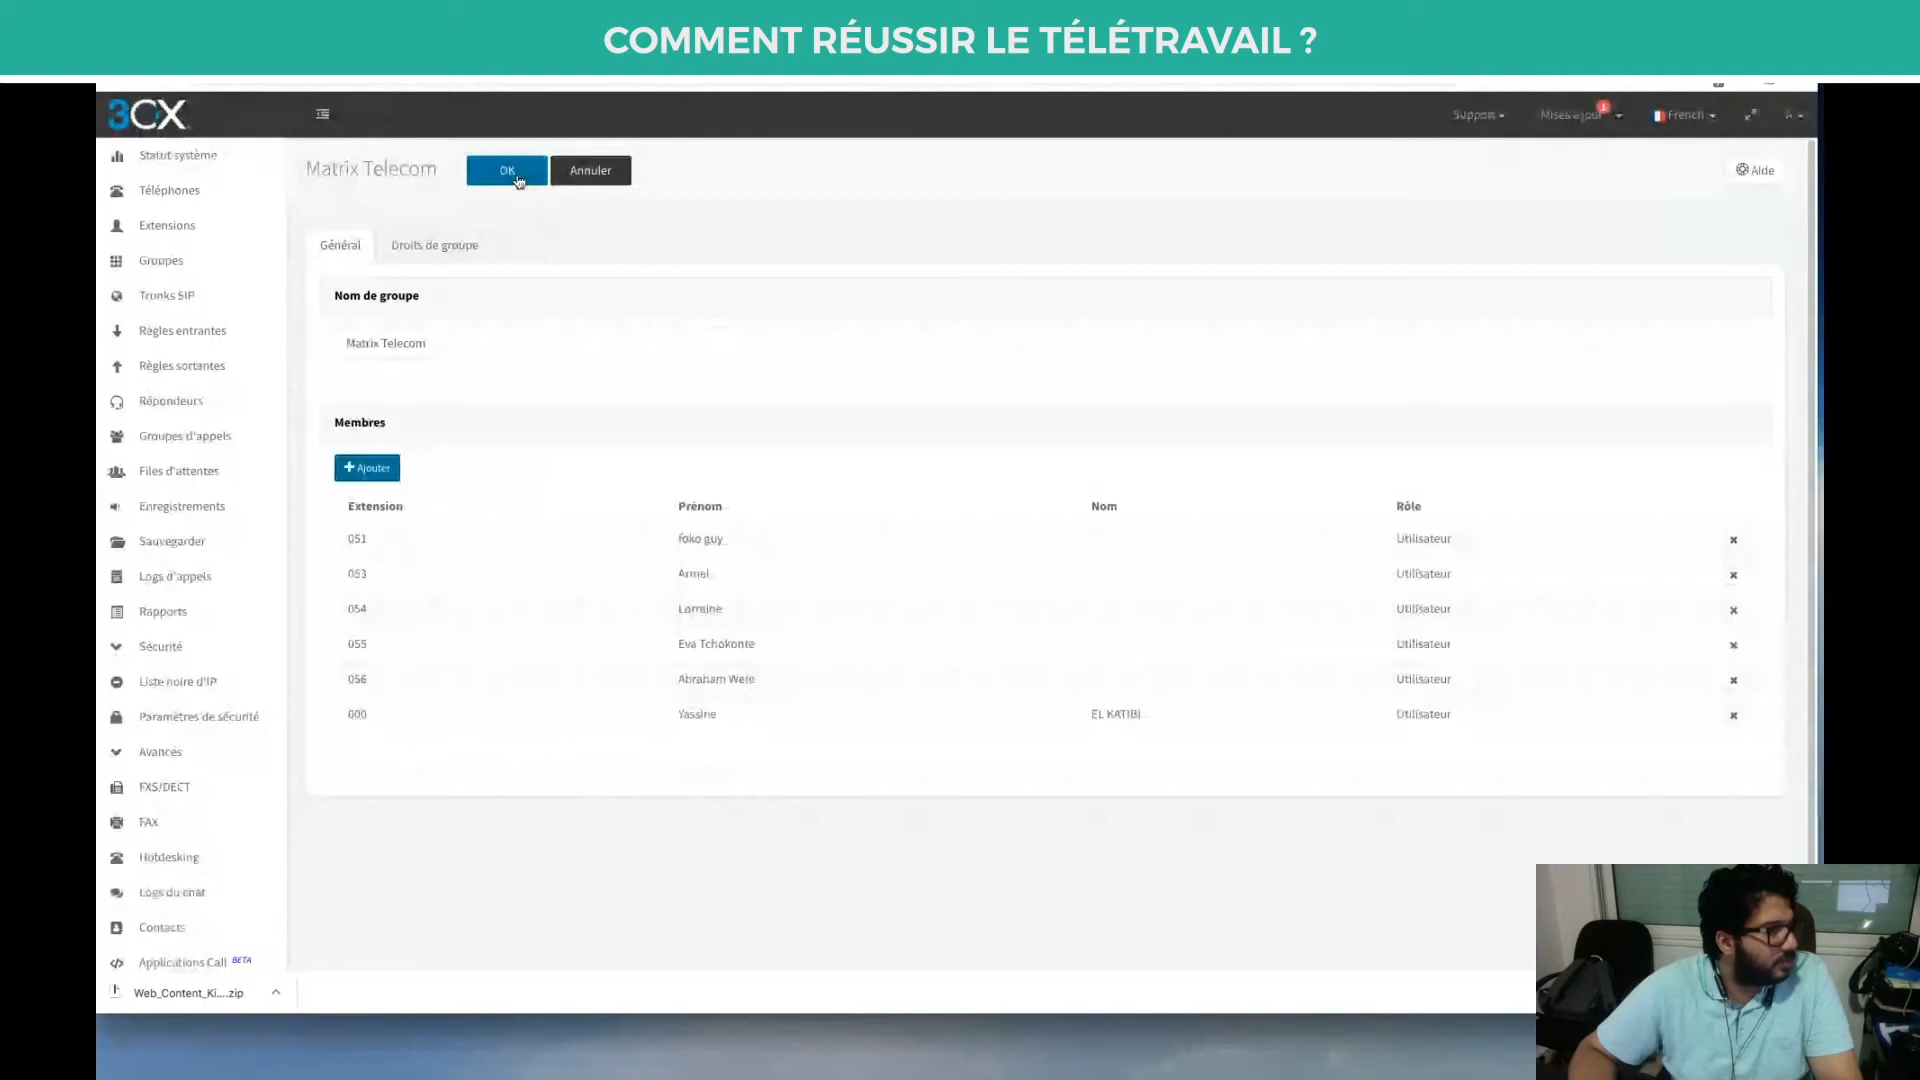 COMMENT RÉUSSIR LE TÉLÉTRAVAIL ?
3CX
Support
Mises à jour
1
French
Statut système
Téléphones
Extensions
Groupes
Trunks SIP
Règles entrantes
Règles sortantes
Répondeurs
Groupes d'appels
Files d'attentes
Enregistrements
Sauvegarder
Logs d'appels
Rapports
Sécurité
Liste noire d'IP
Paramètres de sécurité
Avancés
FXS/DECT
FAX
Hotdesking
Logs du chat
Contacts
Applications Call BETA
Matrix Telecom
OK
Annuler
Aide
Général
Droits de groupe
Nom de groupe
Matrix Telecom
Membres
Ajouter
Extension Prénom Nom Rôle
051 foko guy Utilisateur
053 Armel Utilisateur
054 Lorraine Utilisateur
055 Eva Tchokonte Utilisateur
056 Abraham Utilisateur
000 Yassine EL KATIBI Utilisateur
Web_Content_Ki....zip